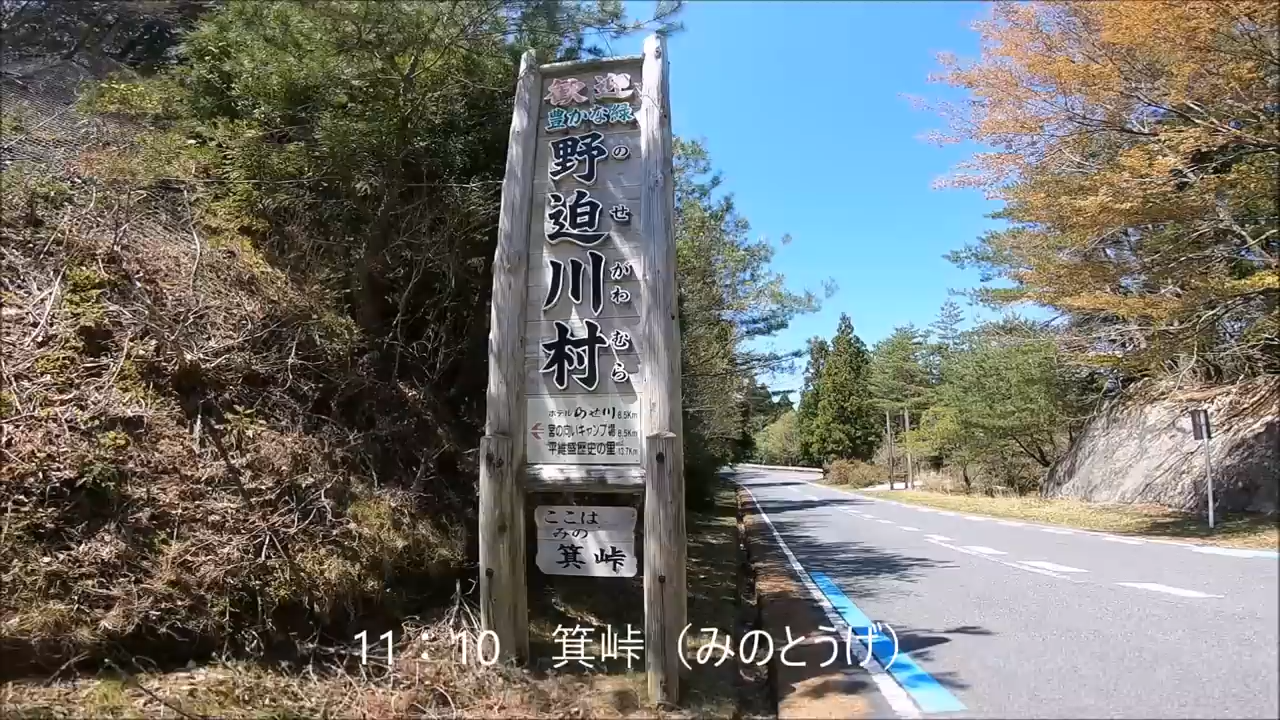 歓迎
豊かな緑
野迫川村
のせがわむら
ホテルのせ川 6.5Km
宮の向いキャンプ場 8.5Km
平維盛歴史の里 13.7Km
ここは
みの
箕峠
11：10 箕峠（みのとうげ）